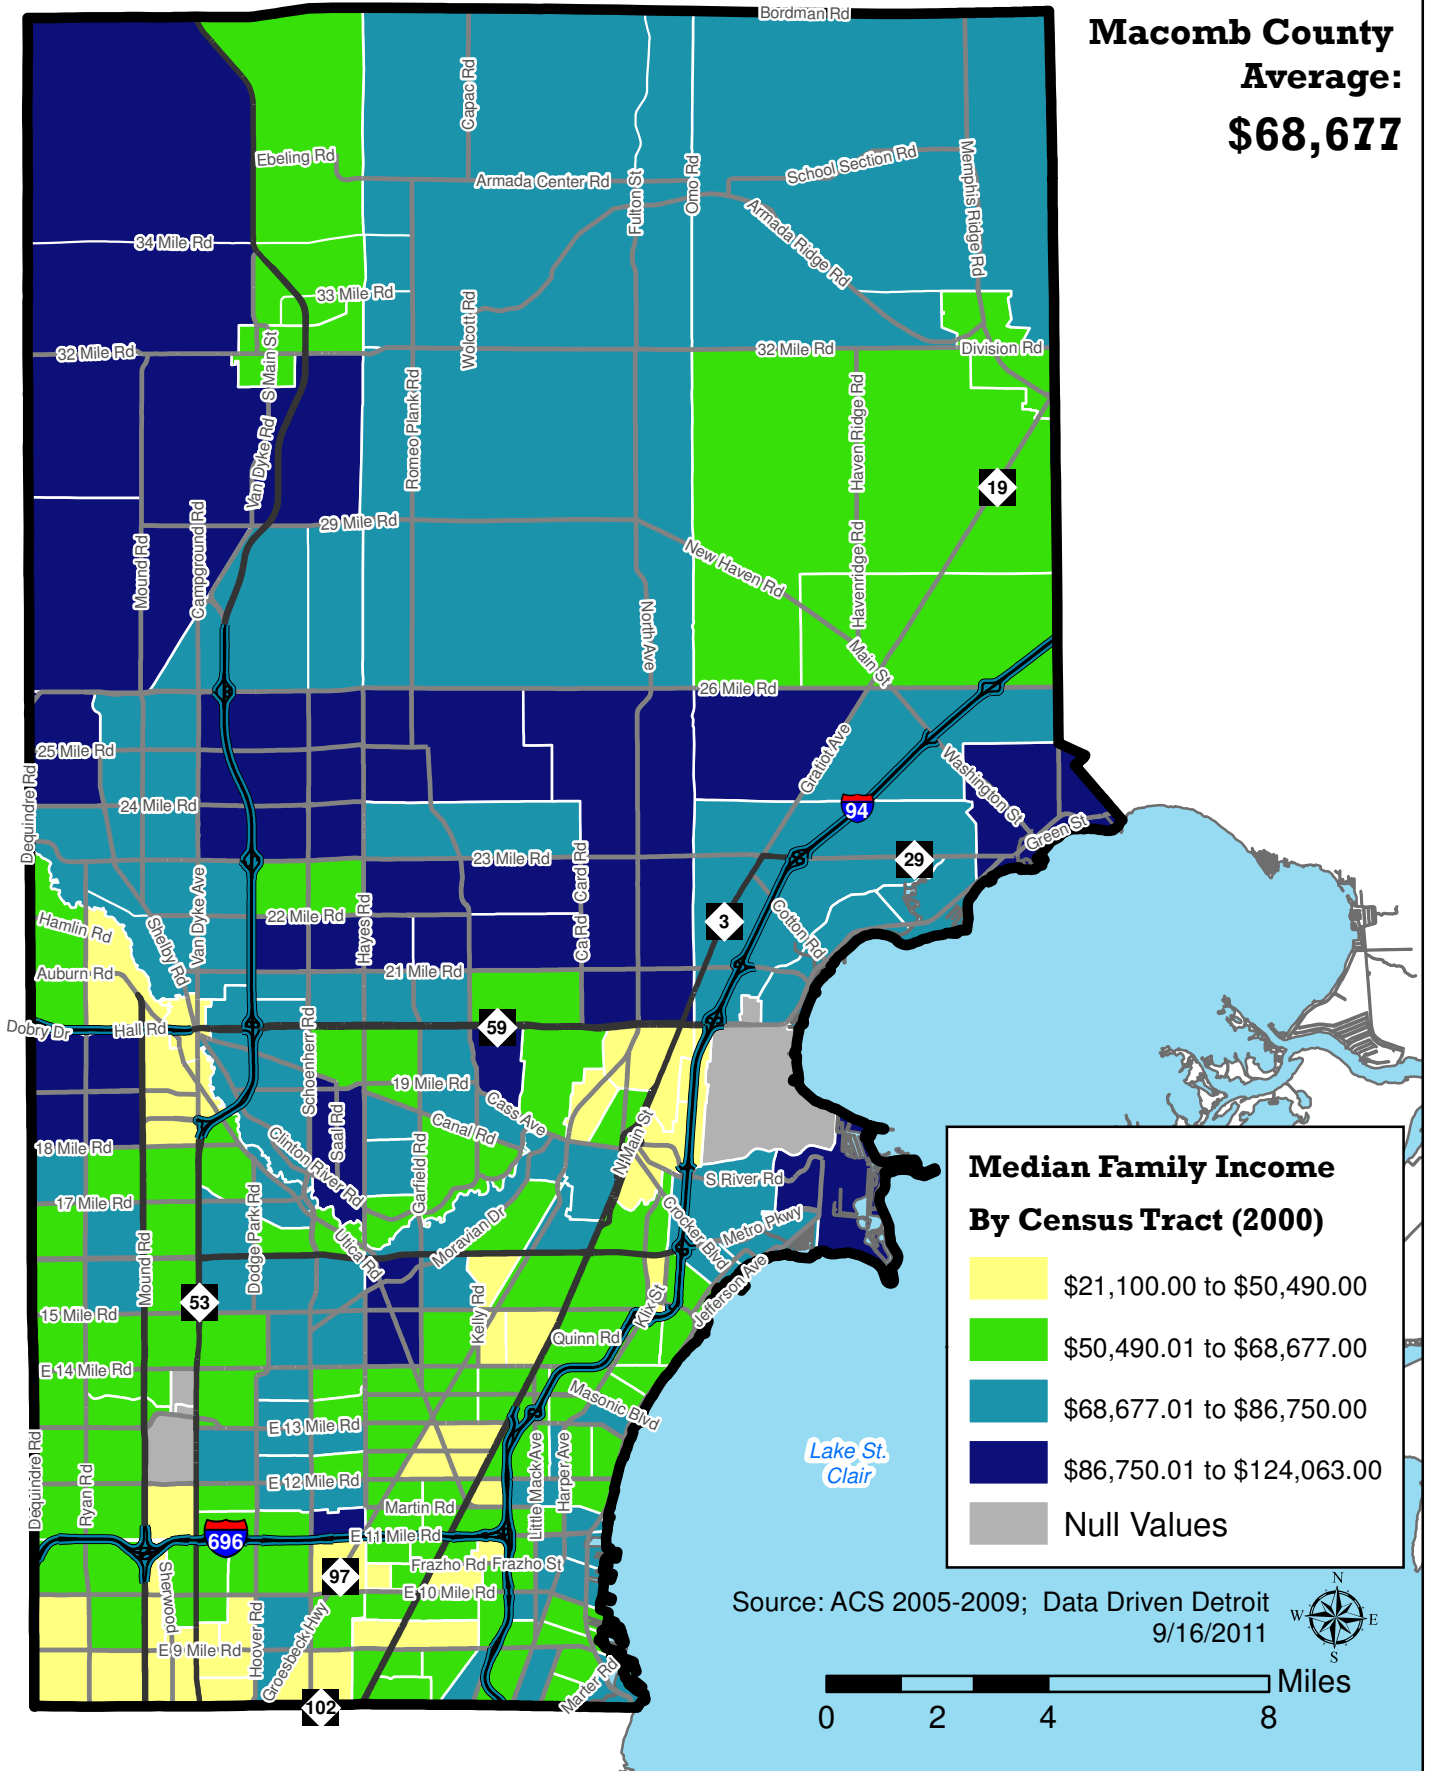 Macomb County
Average:
$68,677
Bordman Rd
Capac Rd
Ebeling Rd
Armada Center Rd
Fulton St
Omo Rd
School Section Rd
Memphis Ridge Rd
Armada Ridge Rd
34 Mile Rd
33 Mile Rd
Wolcott Rd
32 Mile Rd
S Main St
32 Mile Rd
Division Rd
Romeo Plank Rd
Haven Ridge Rd
Van Dyke Rd
19
29 Mile Rd
Campground Rd
Mound Rd
New Haven Rd
Havenridge Rd
North Ave
Main St
26 Mile Rd
25 Mile Rd
Gratiot Ave
Washington St
24 Mile Rd
94
Dequindre Rd
Green St
23 Mile Rd
Card Rd
29
22 Mile Rd
Hayes Rd
Van Dyke Ave
Shelby Rd
Hamlin Rd
Ca Rd
3
Cotton Rd
Auburn Rd
21 Mile Rd
Dobry Dr
Hall Rd
59
Schoenherr Rd
19 Mile Rd
Saal Rd
Cass Ave
Canal Rd
N Main St
18 Mile Rd
Clinton River Rd
Garfield Rd
S River Rd
17 Mile Rd
Dodge Park Rd
Utica Rd
Moravian Dr
Crocker Blvd
Metro Pkwy
Mound Rd
53
Jefferson Ave
15 Mile Rd
Kelly Rd
Klix St
Quinn Rd
E 14 Mile Rd
Masonic Blvd
E 13 Mile Rd
Little Mack Ave
Harper Ave
Dequindre Rd
Ryan Rd
E 12 Mile Rd
Martin Rd
696
E 11 Mile Rd
Frazho Rd
Frazho St
97
E 10 Mile Rd
Sherwood
Hoover Rd
Groesbeck Hwy
E 9 Mile Rd
Marter Rd
102
Lake St.
Clair
Median Family Income
By Census Tract (2000)
$21,100.00 to $50,490.00
$50,490.01 to $68,677.00
$68,677.01 to $86,750.00
$86,750.01 to $124,063.00
Null Values
Source: ACS 2005-2009; Data Driven Detroit
9/16/2011
N
W
E
S
Miles
0 2 4 8